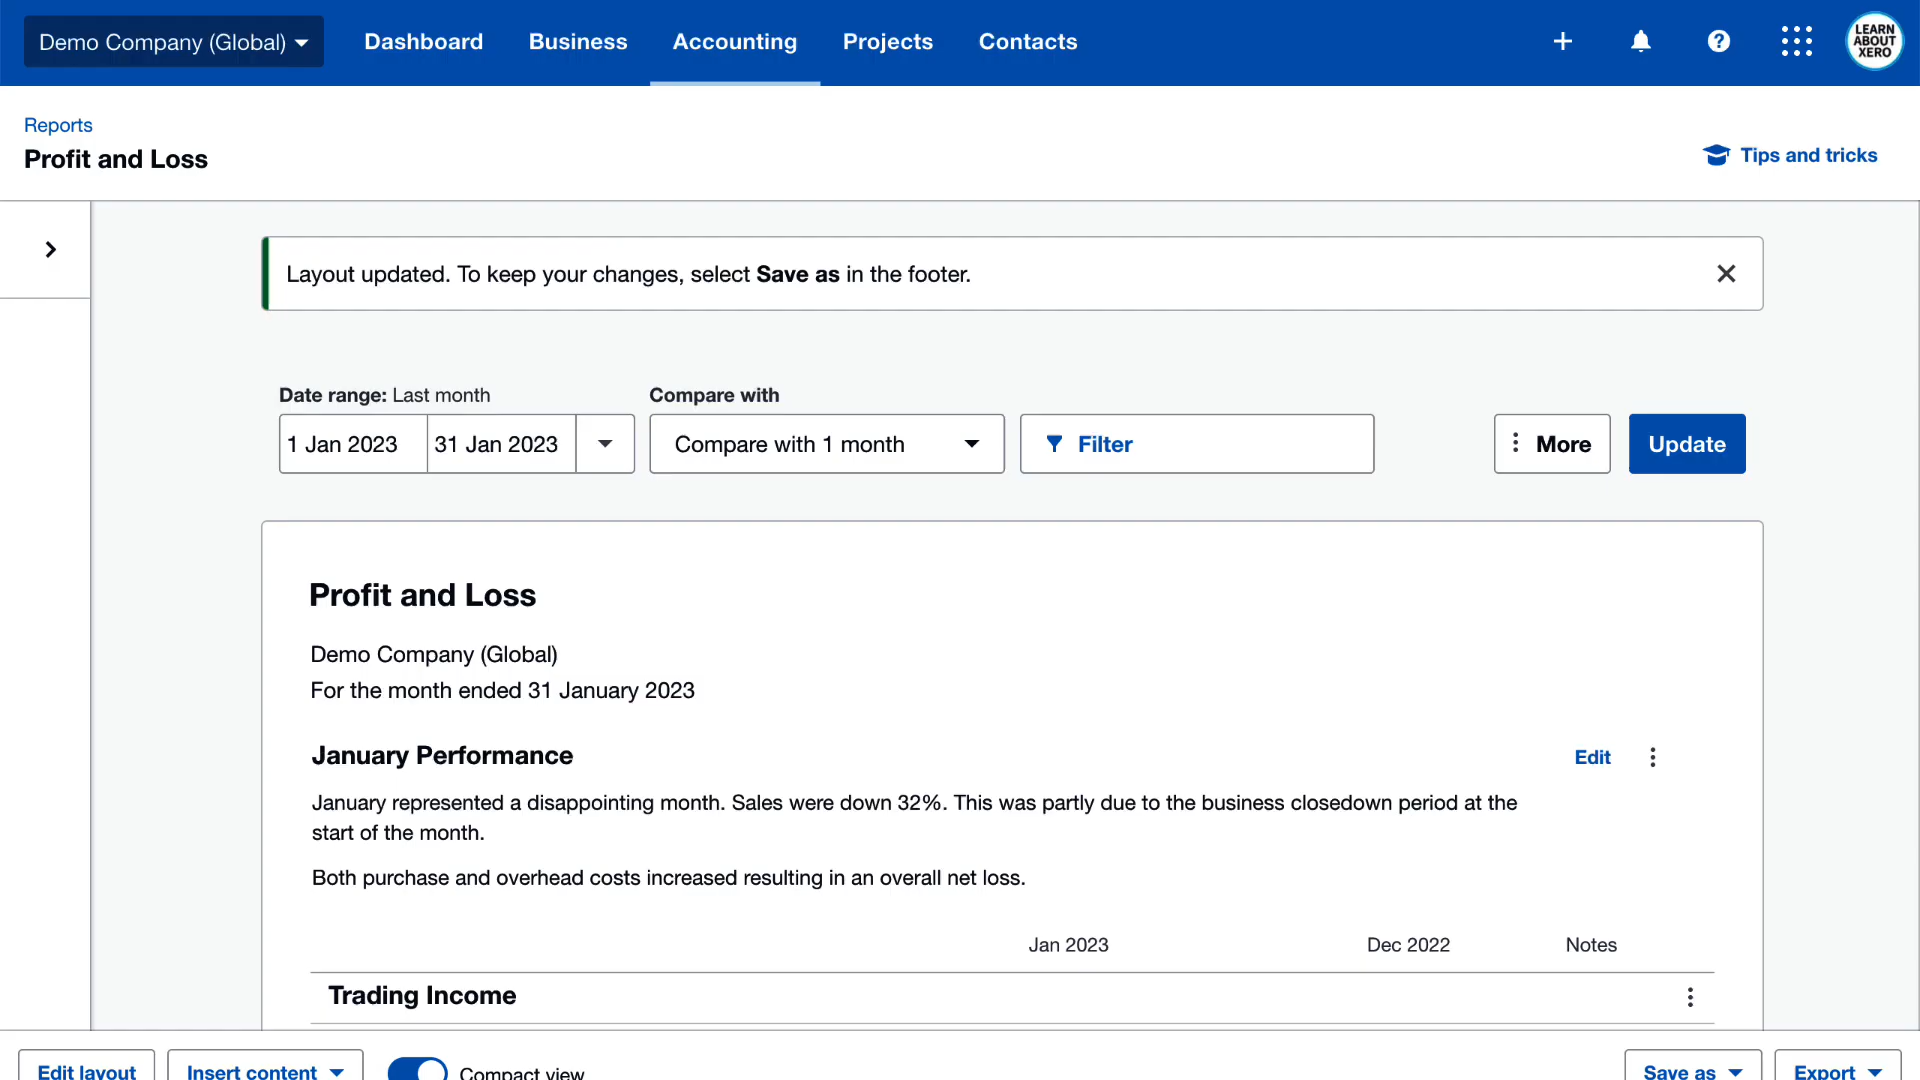 Demo Company (Global)
Dashboard
Business
Accounting
Projects
Contacts
LEARN
ABOUT
XERO
Reports
Profit and Loss
Tips and tricks
Layout updated. To keep your changes, select Save as in the footer.
Date range: Last month
Compare with
1 Jan 2023
31 Jan 2023
Compare with 1 month
Filter
More
Update
Profit and Loss
Demo Company (Global)
For the month ended 31 January 2023
January Performance
Edit
January represented a disappointing month. Sales were down 32%. This was partly due to the business closedown period at the
start of the month.
Both purchase and overhead costs increased resulting in an overall net loss.
Jan 2023
Dec 2022
Notes
Trading Income
Edit layout
Insert content
Compact view
Save as
Export